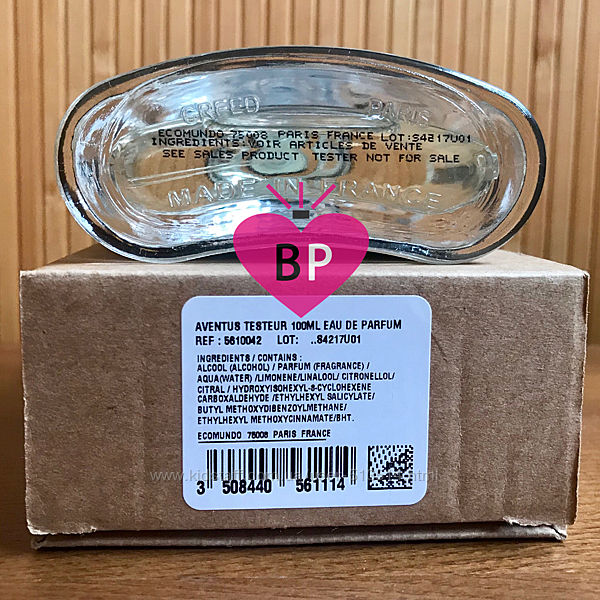 CREED PARIS
ECOMUNDO 75008 PARIS FRANCE LOT:S4217U01
INGREDIENTS:VOIR ARTICLES DE VENTE
SEE SALES PRODUCT TESTER NOT FOR SALE
MADE IN FRANCE
BP
AVENTUS TESTEUR 100ML EAU DE PARFUM
REF : 5610042 LOT: ..S4217U01
INGREDIENTS / CONTAINS :
ALCOOL (ALCOHOL) / PARFUM (FRAGRANCE) /
AQUA(WATER) /LIMONENE/LINALOOL/ CITRONELLOL/
CITRAL / HYDROXYISOHEXYL-3-CYCLOHEXENE
CARBOXALDEHYDE /ETHYLHEXYL SALICYLATE/
BUTYL METHOXYDIBENZOYLMETHANE/
ETHYLHEXYL METHOXYCINNAMATE/BHT.
ECOMUNDO 75008 PARIS FRANCE
3 508440 561114